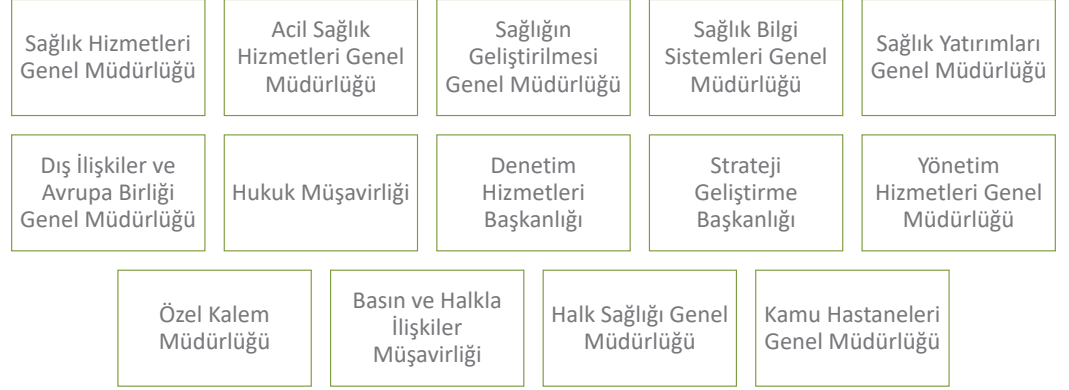 Sağlık Hizmetleri
Genel Müdürlüğü
Acil Sağlık
Hizmetleri Genel
Müdürlüğü
Sağlığın
Geliştirilmesi
Genel Müdürlüğü
Sağlık Bilgi
Sistemleri Genel
Müdürlüğü
Sağlık Yatırımları
Genel Müdürlüğü
Dış İlişkiler ve
Avrupa Birliği
Genel Müdürlüğü
Hukuk Müşavirliği
Denetim
Hizmetleri
Başkanlığı
Strateji
Geliştirme
Başkanlığı
Yönetim
Hizmetleri Genel
Müdürlüğü
Özel Kalem
Müdürlüğü
Basın ve Halkla
İlişkiler
Müşavirliği
Halk Sağlığı Genel
Müdürlüğü
Kamu Hastaneleri
Genel Müdürlüğü